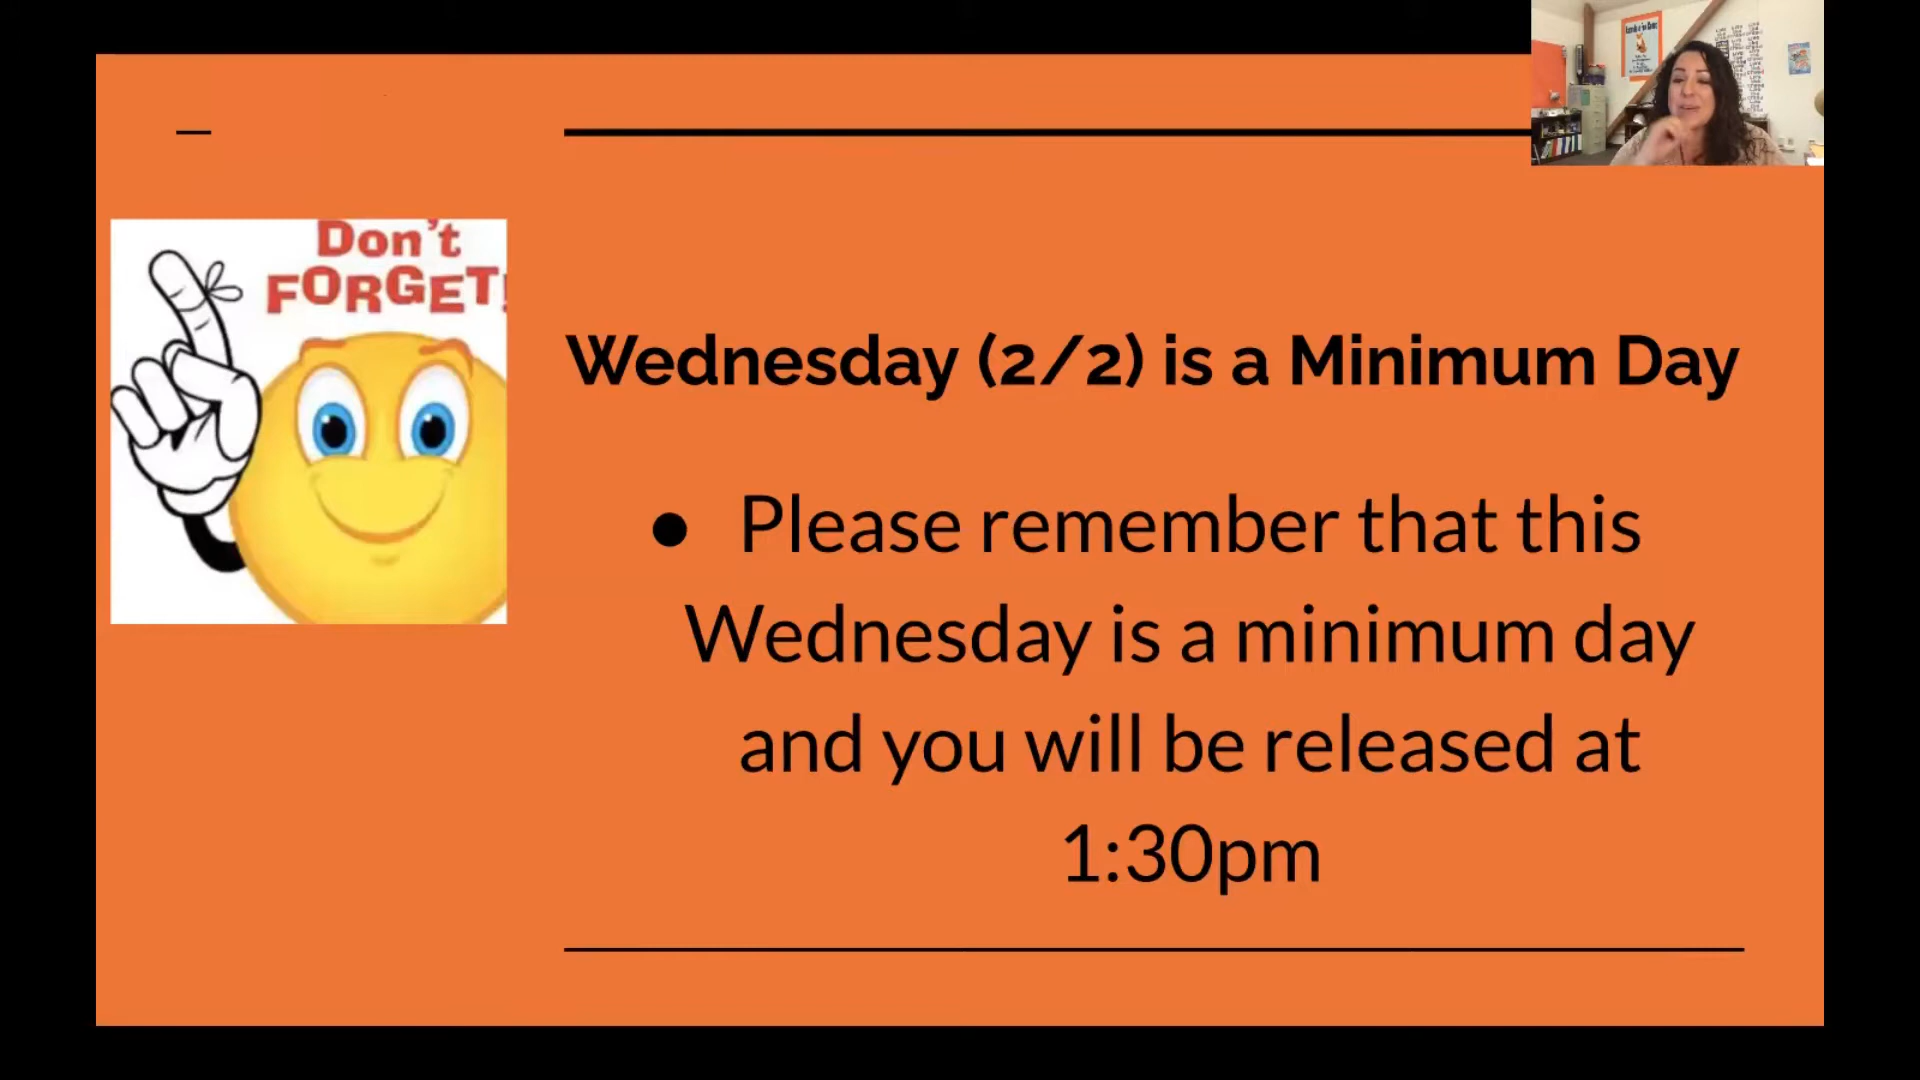 Don't
FORGET!
Wednesday (2/2) is a Minimum Day
● Please remember that this
Wednesday is a minimum day
and you will be released at
1:30pm